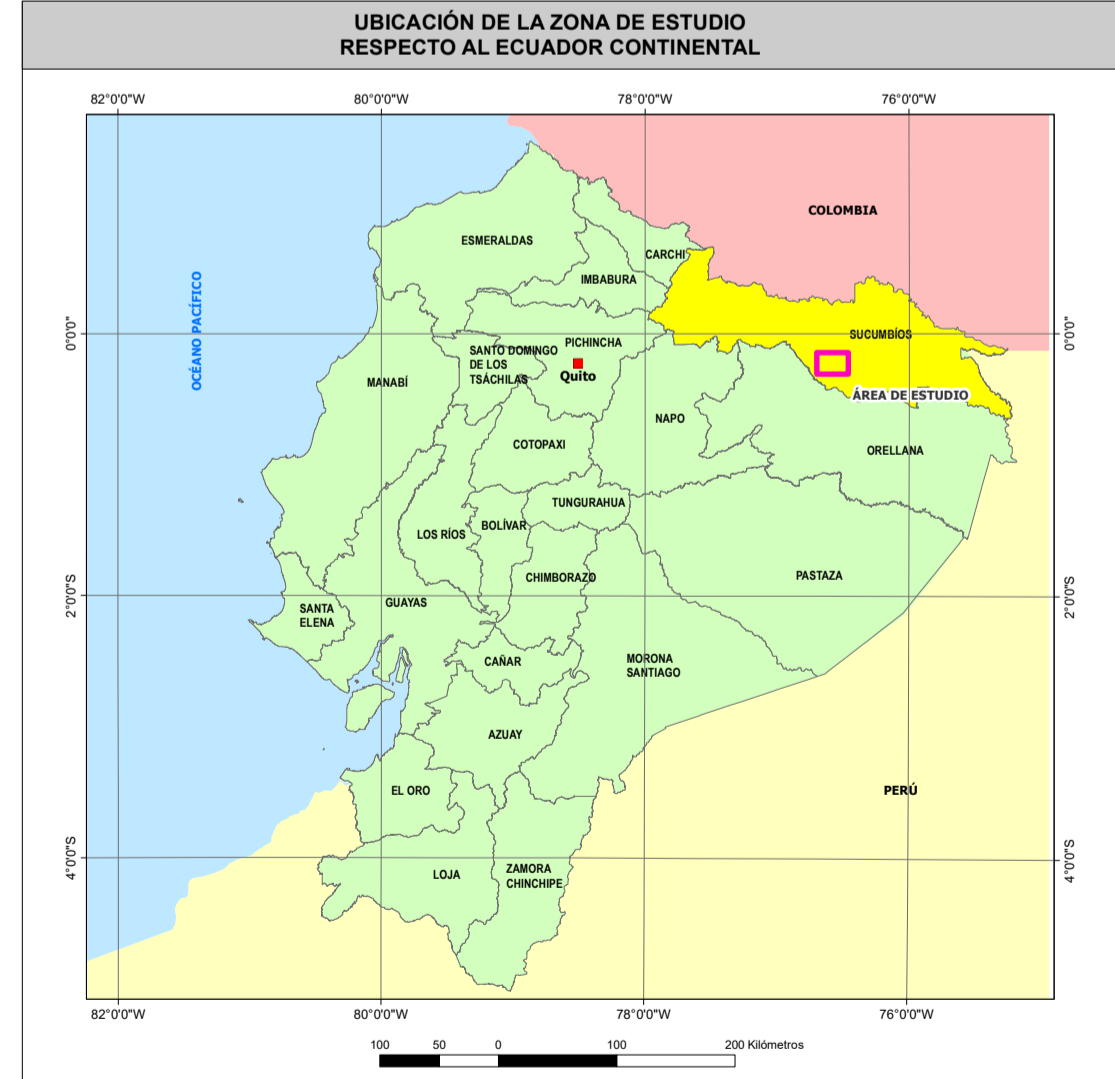 UBICACIÓN DE LA ZONA DE ESTUDIO
RESPECTO AL ECUADOR CONTINENTAL
82°0'0"W
80°0'0"W
78°0'0"W
76°0'0"W
COLOMBIA
ESMERALDAS
CARCHI
IMBABURA
OCÉANO PACÍFICO
0°0'0"
SUCUMBÍOS
0°0'0"
PICHINCHA
SANTO DOMINGO
DE LOS
TSÁCHILAS
Quito
MANABÍ
ÁREA DE ESTUDIO
NAPO
COTOPAXI
ORELLANA
TUNGURAHUA
BOLÍVAR
LOS RÍOS
CHIMBORAZO
PASTAZA
2°0'0"S
GUAYAS
2°0'0"S
SANTA
ELENA
CAÑAR
MORONA
SANTIAGO
AZUAY
EL ORO
PERÚ
4°0'0"S
4°0'0"S
LOJA
ZAMORA
CHINCHIPE
82°0'0"W
80°0'0"W
78°0'0"W
76°0'0"W
100
50
0
100
200 Kilómetros